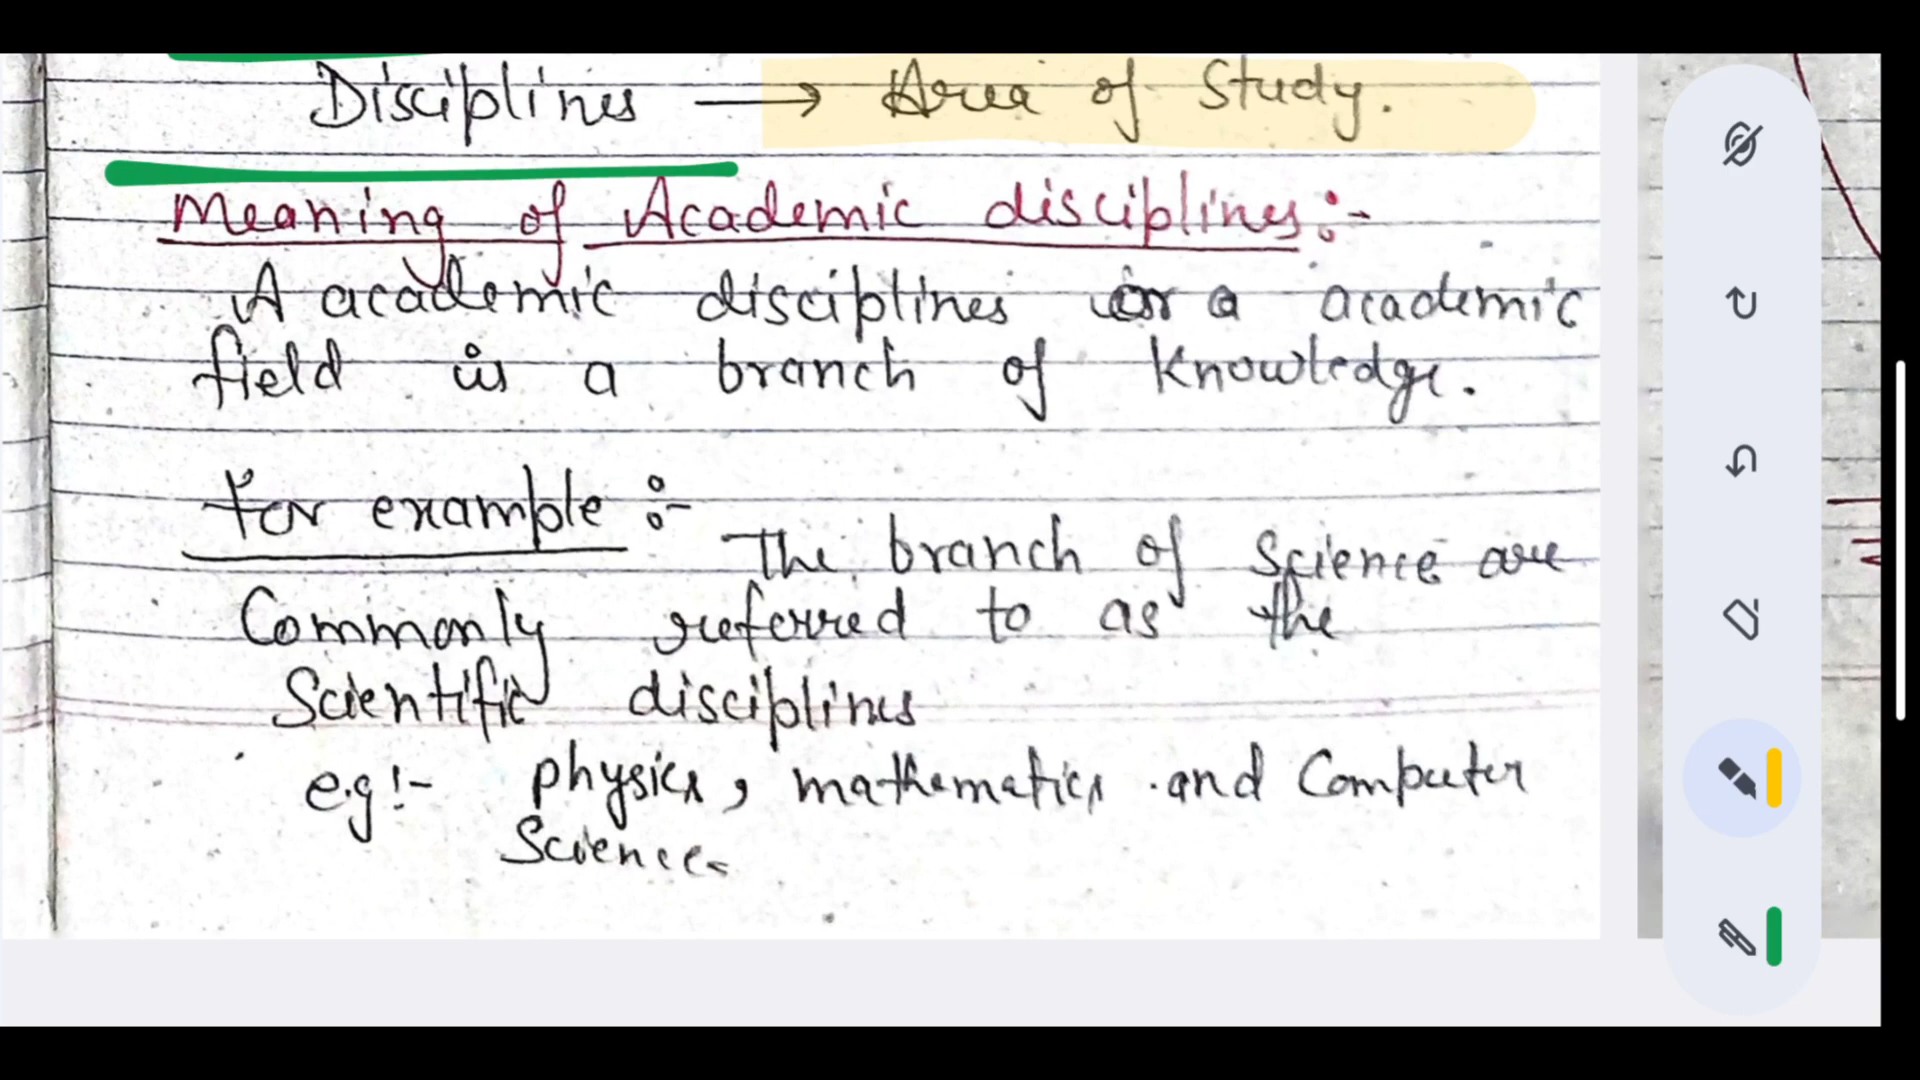 Disciplines → Area of Study.
Meaning of Academic disciplines :-
A academic disciplines or a academic
field is a branch of knowledge.
For example :-
The branch of Science are
Commonly referred to as the
Scientific disciplines
e.g :- physics, mathematics and Computer
Science.